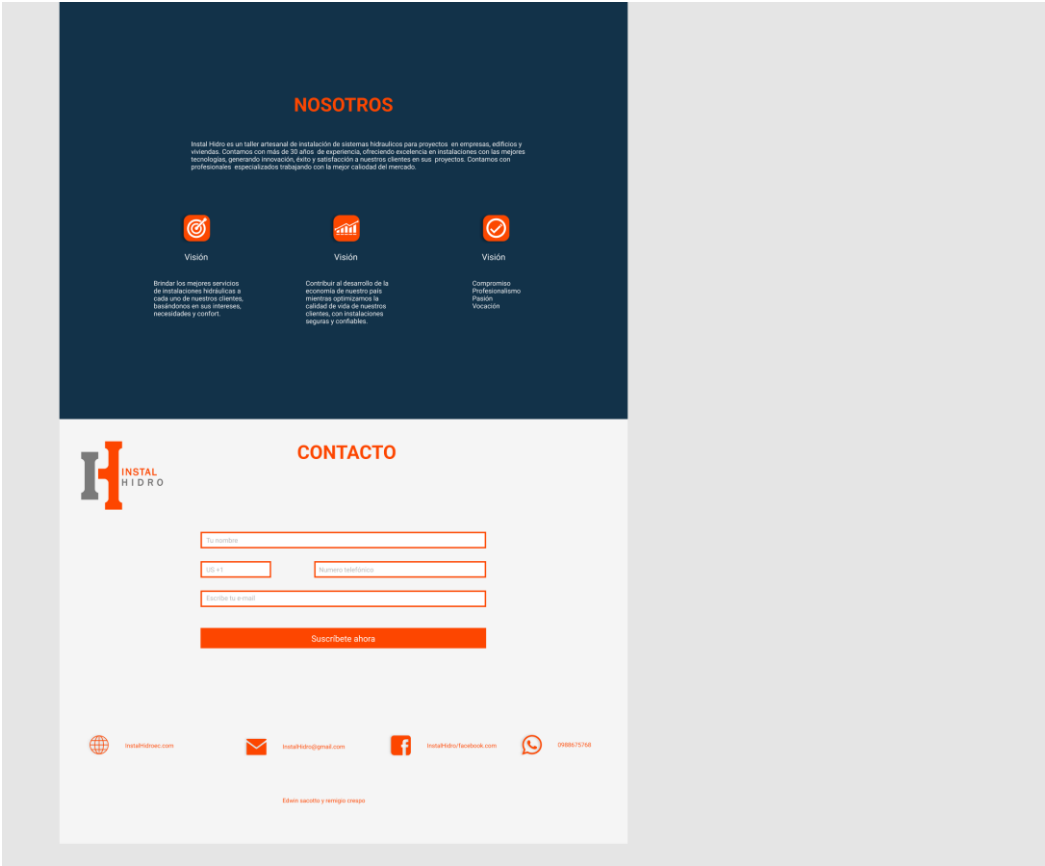 NOSOTROS
Instal Hidro es un taller artesanal de instalación de sistemas hidraulicos para proyectos en empresas, edificios y
viviendas. Contamos con más de 30 años de experiencia, ofreciendo excelencia en instalaciones con las mejores
tecnologías, generando innovación, éxito y satisfacción a nuestros clientes en sus proyectos. Contamos con
profesionales especializados trabajando con la mejor caliodad del mercado.
Visión
Brindar los mejores servicios
de instalaciones hidráulicas a
cada uno de nuestros clientes,
basándonos en sus intereses,
necesidades y confort.
Visión
Contribuir al desarrollo de la
economía de nuestro país
mientras optimizamos la
calidad de vida de nuestros
clientes, con instalaciones
seguras y confiables.
Visión
Compromiso
Profesionalismo
Pasión
Vocación
INSTAL
HIDRO
CONTACTO
Tu nombre
US +1
Numero telefónico
Escribe tu e-mail
Suscríbete ahora
InstalHidroec.com
InstalHidro@gmail.com
InstalHidro/facebook.com
0988675768
Edwin sacotto y remigio crespo